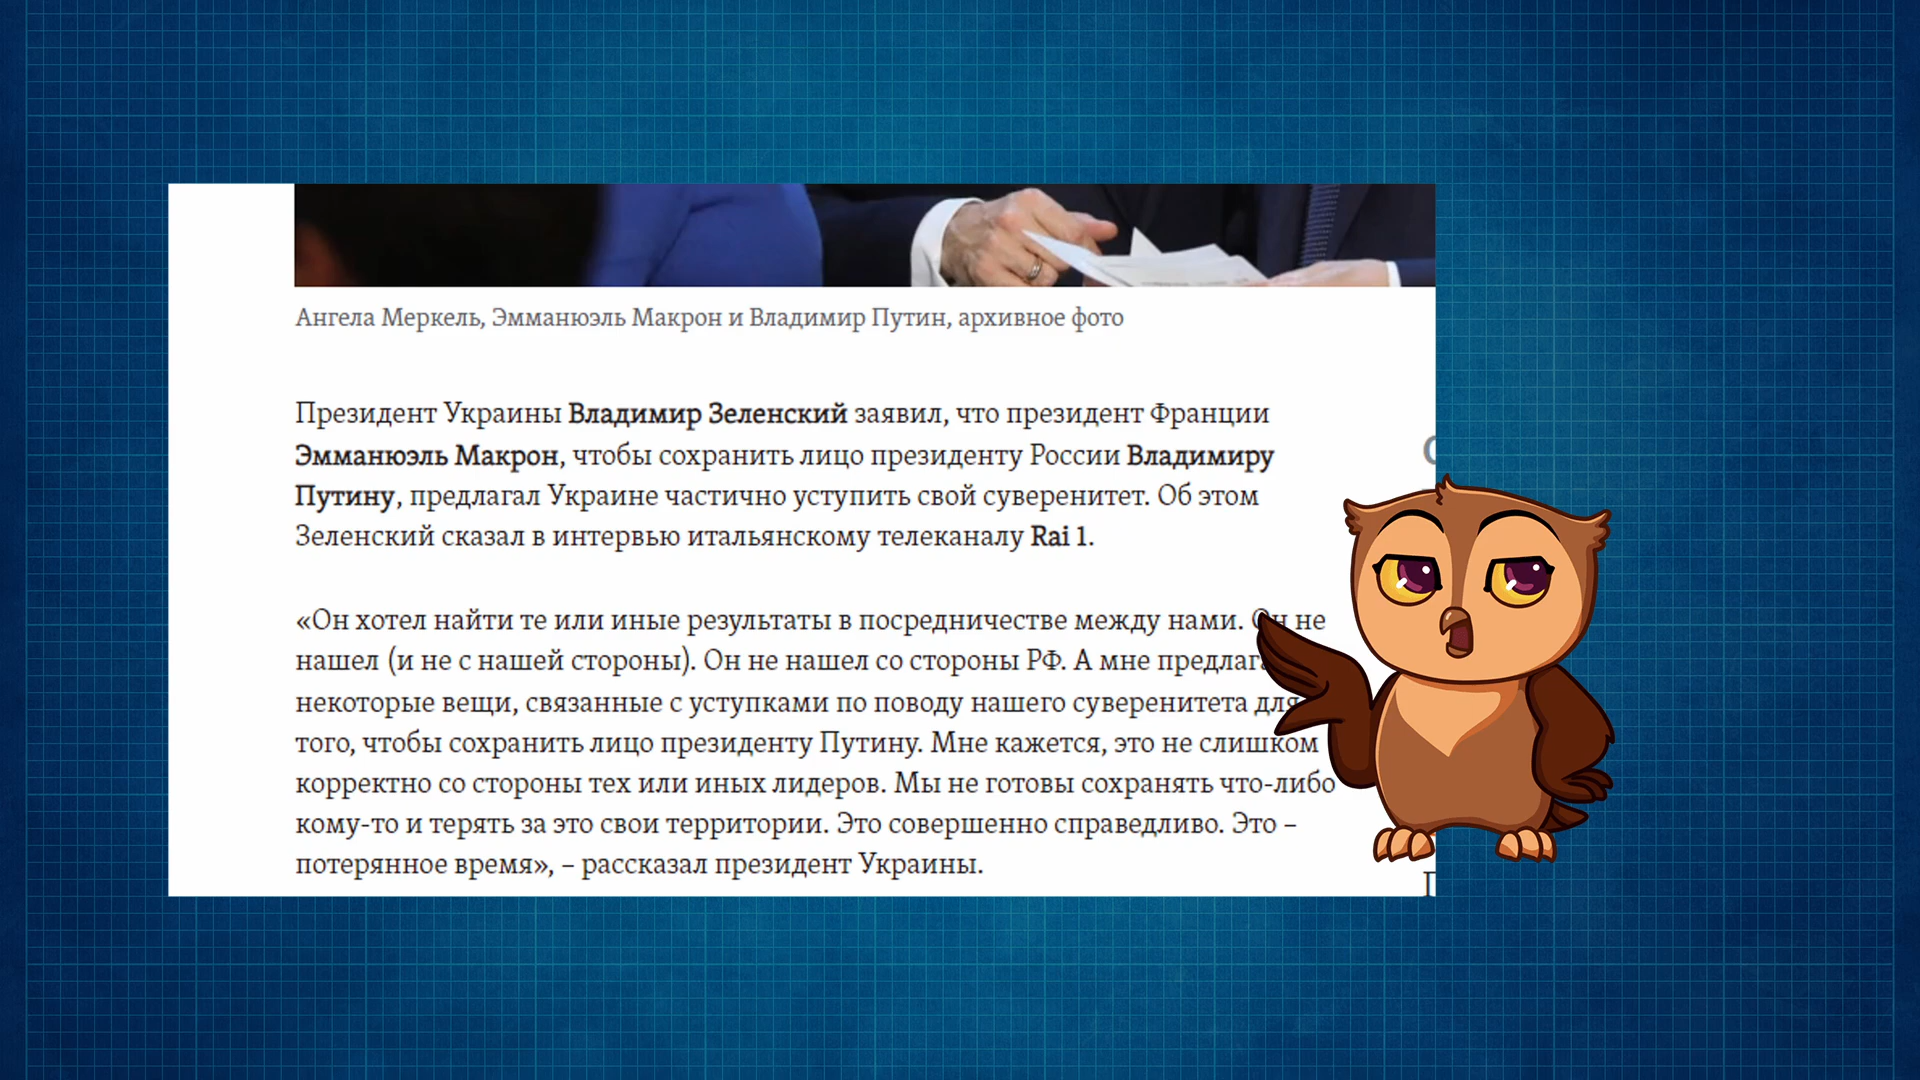 Ангела Меркель, Эмманюэль Макрон и Владимир Путин, архивное фото
Президент Украины Владимир Зеленский заявил, что президент Франции
Эмманюэль Макрон, чтобы сохранить лицо президенту России Владимиру
Путину, предлагал Украине частично уступить свой суверенитет. Об этом
Зеленский сказал в интервью итальянскому телеканалу Rai 1.
«Он хотел найти те или иные результаты в посредничестве между нами. Он не
нашел (и не с нашей стороны). Он не нашел со стороны РФ. А мне
некоторые вещи, связанные с уступками по поводу нашего суверенитета для
того, чтобы сохранить лицо президенту Путину. Мне кажется, это не слишком
корректно со стороны тех или иных лидеров. Мы не готовы сохранять что-либо
кому-то и терять за это свои территории. Это совершенно справедливо. Это –
потерянное время», – рассказал президент Украины.